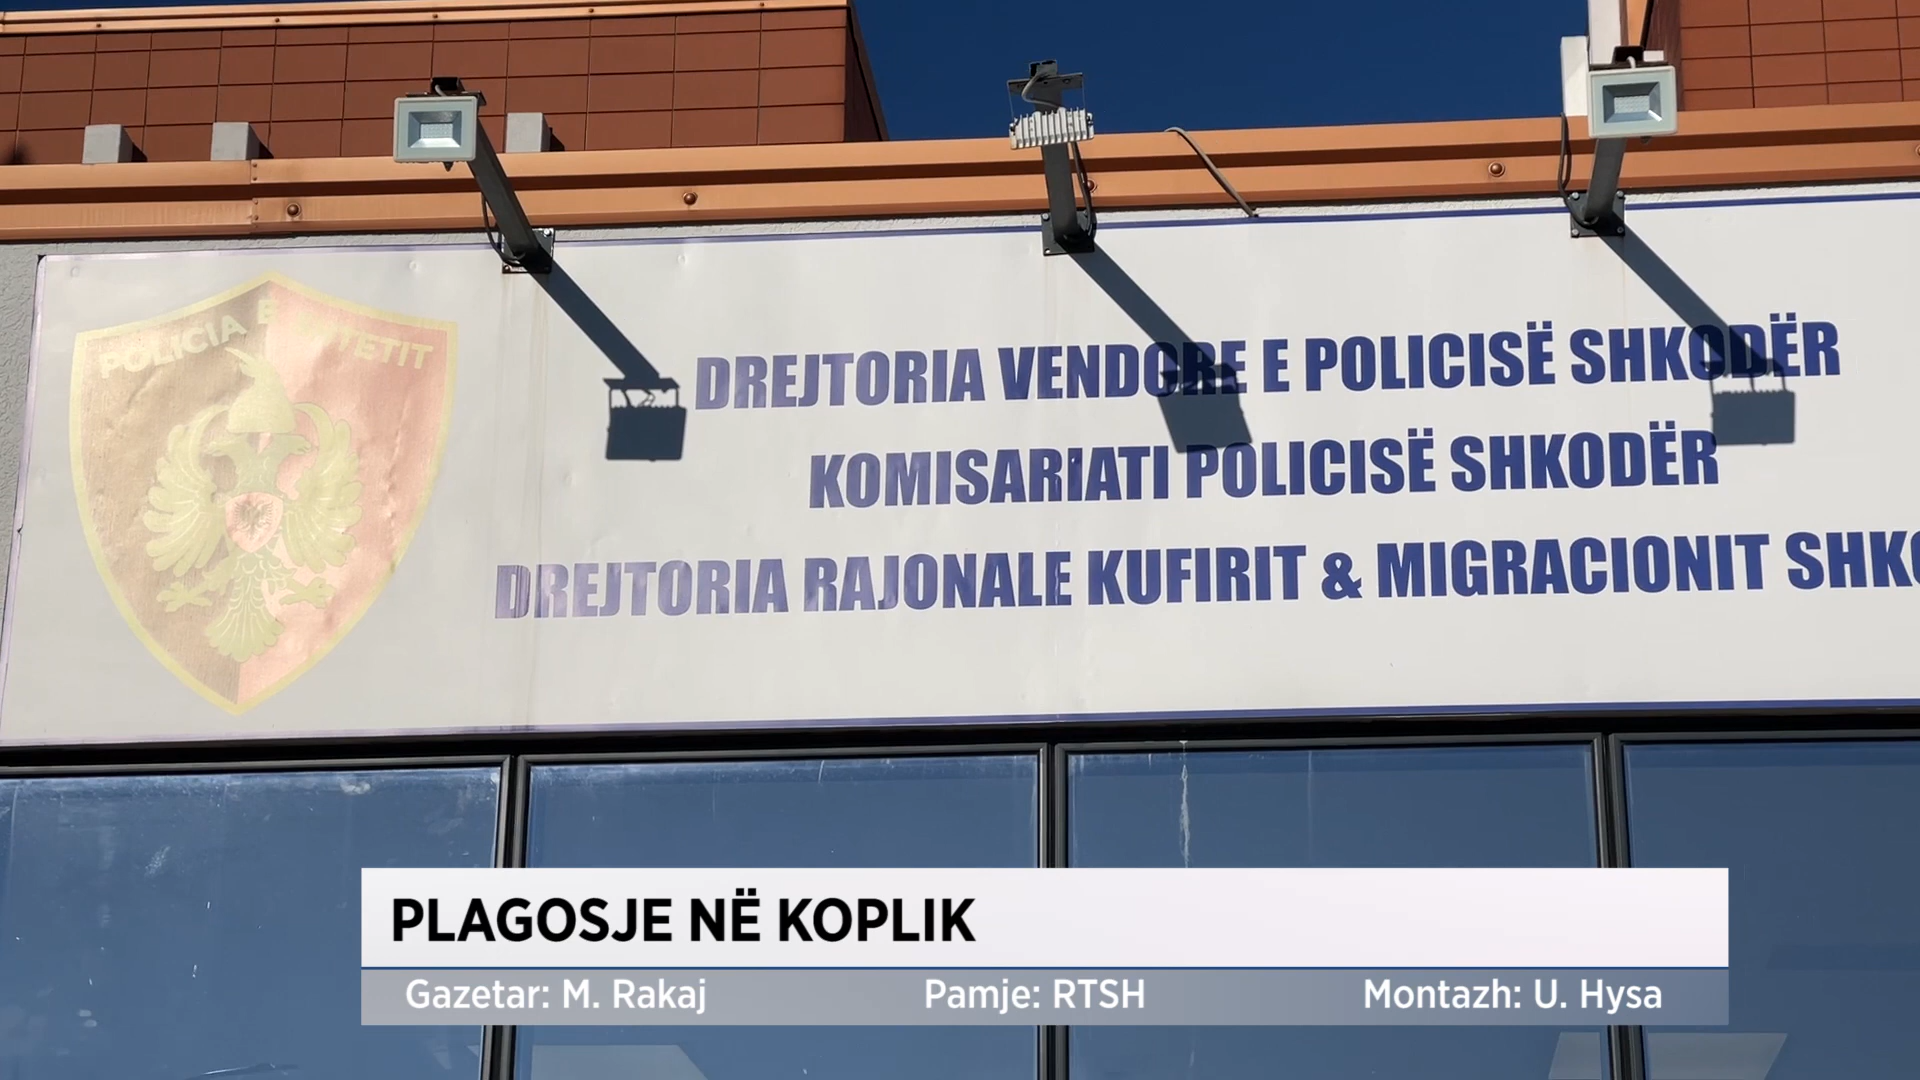 POLICIA E SHTETIT
DREJTORIA VENDORE E POLICISË SHKODËR
KOMISARIATI POLICISË SHKODËR
DREJTORIA RAJONALE KUFIRIT & MIGRACIONIT
PLAGOSJE NË KOPLIK
Gazetar: M. Rakaj Pamje: RTSH Montazh: U. Hysa